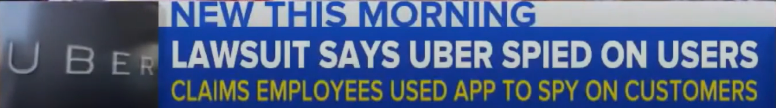 UBER
NEW THIS MORNING
LAWSUIT SAYS UBER SPIED ON USERS
CLAIMS EMPLOYEES USED APP TO SPY ON CUSTOMERS